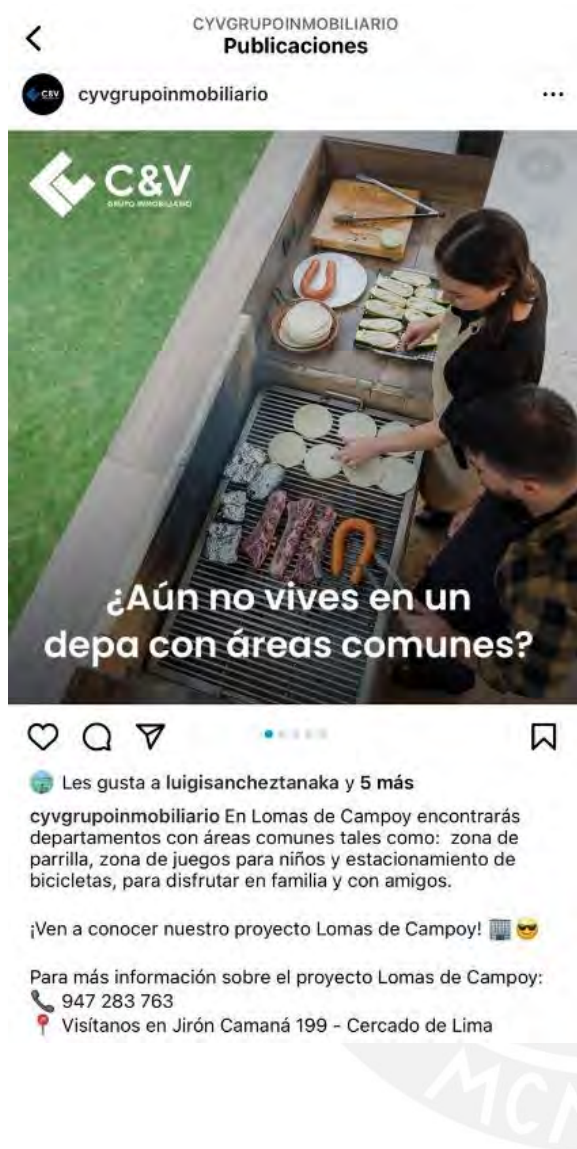 CYVGRUPOINMOBILIARIO
Publicaciones
C&V
cyvgrupoinmobiliario
C&V
GRUPO INMOBILIARIO
¿Aún no vives en un
depa con áreas comunes?
Les gusta a luigisancheztanaka y 5 más
cyvgrupoinmobiliario En Lomas de Campoy encontrarás
departamentos con áreas comunes tales como: zona de
parrilla, zona de juegos para niños y estacionamiento de
bicicletas, para disfrutar en familia y con amigos.
¡Ven a conocer nuestro proyecto Lomas de Campoy! 🏢😎
Para más información sobre el proyecto Lomas de Campoy:
📞 947 283 763
📍 Visítanos en Jirón Camaná 199 - Cercado de Lima